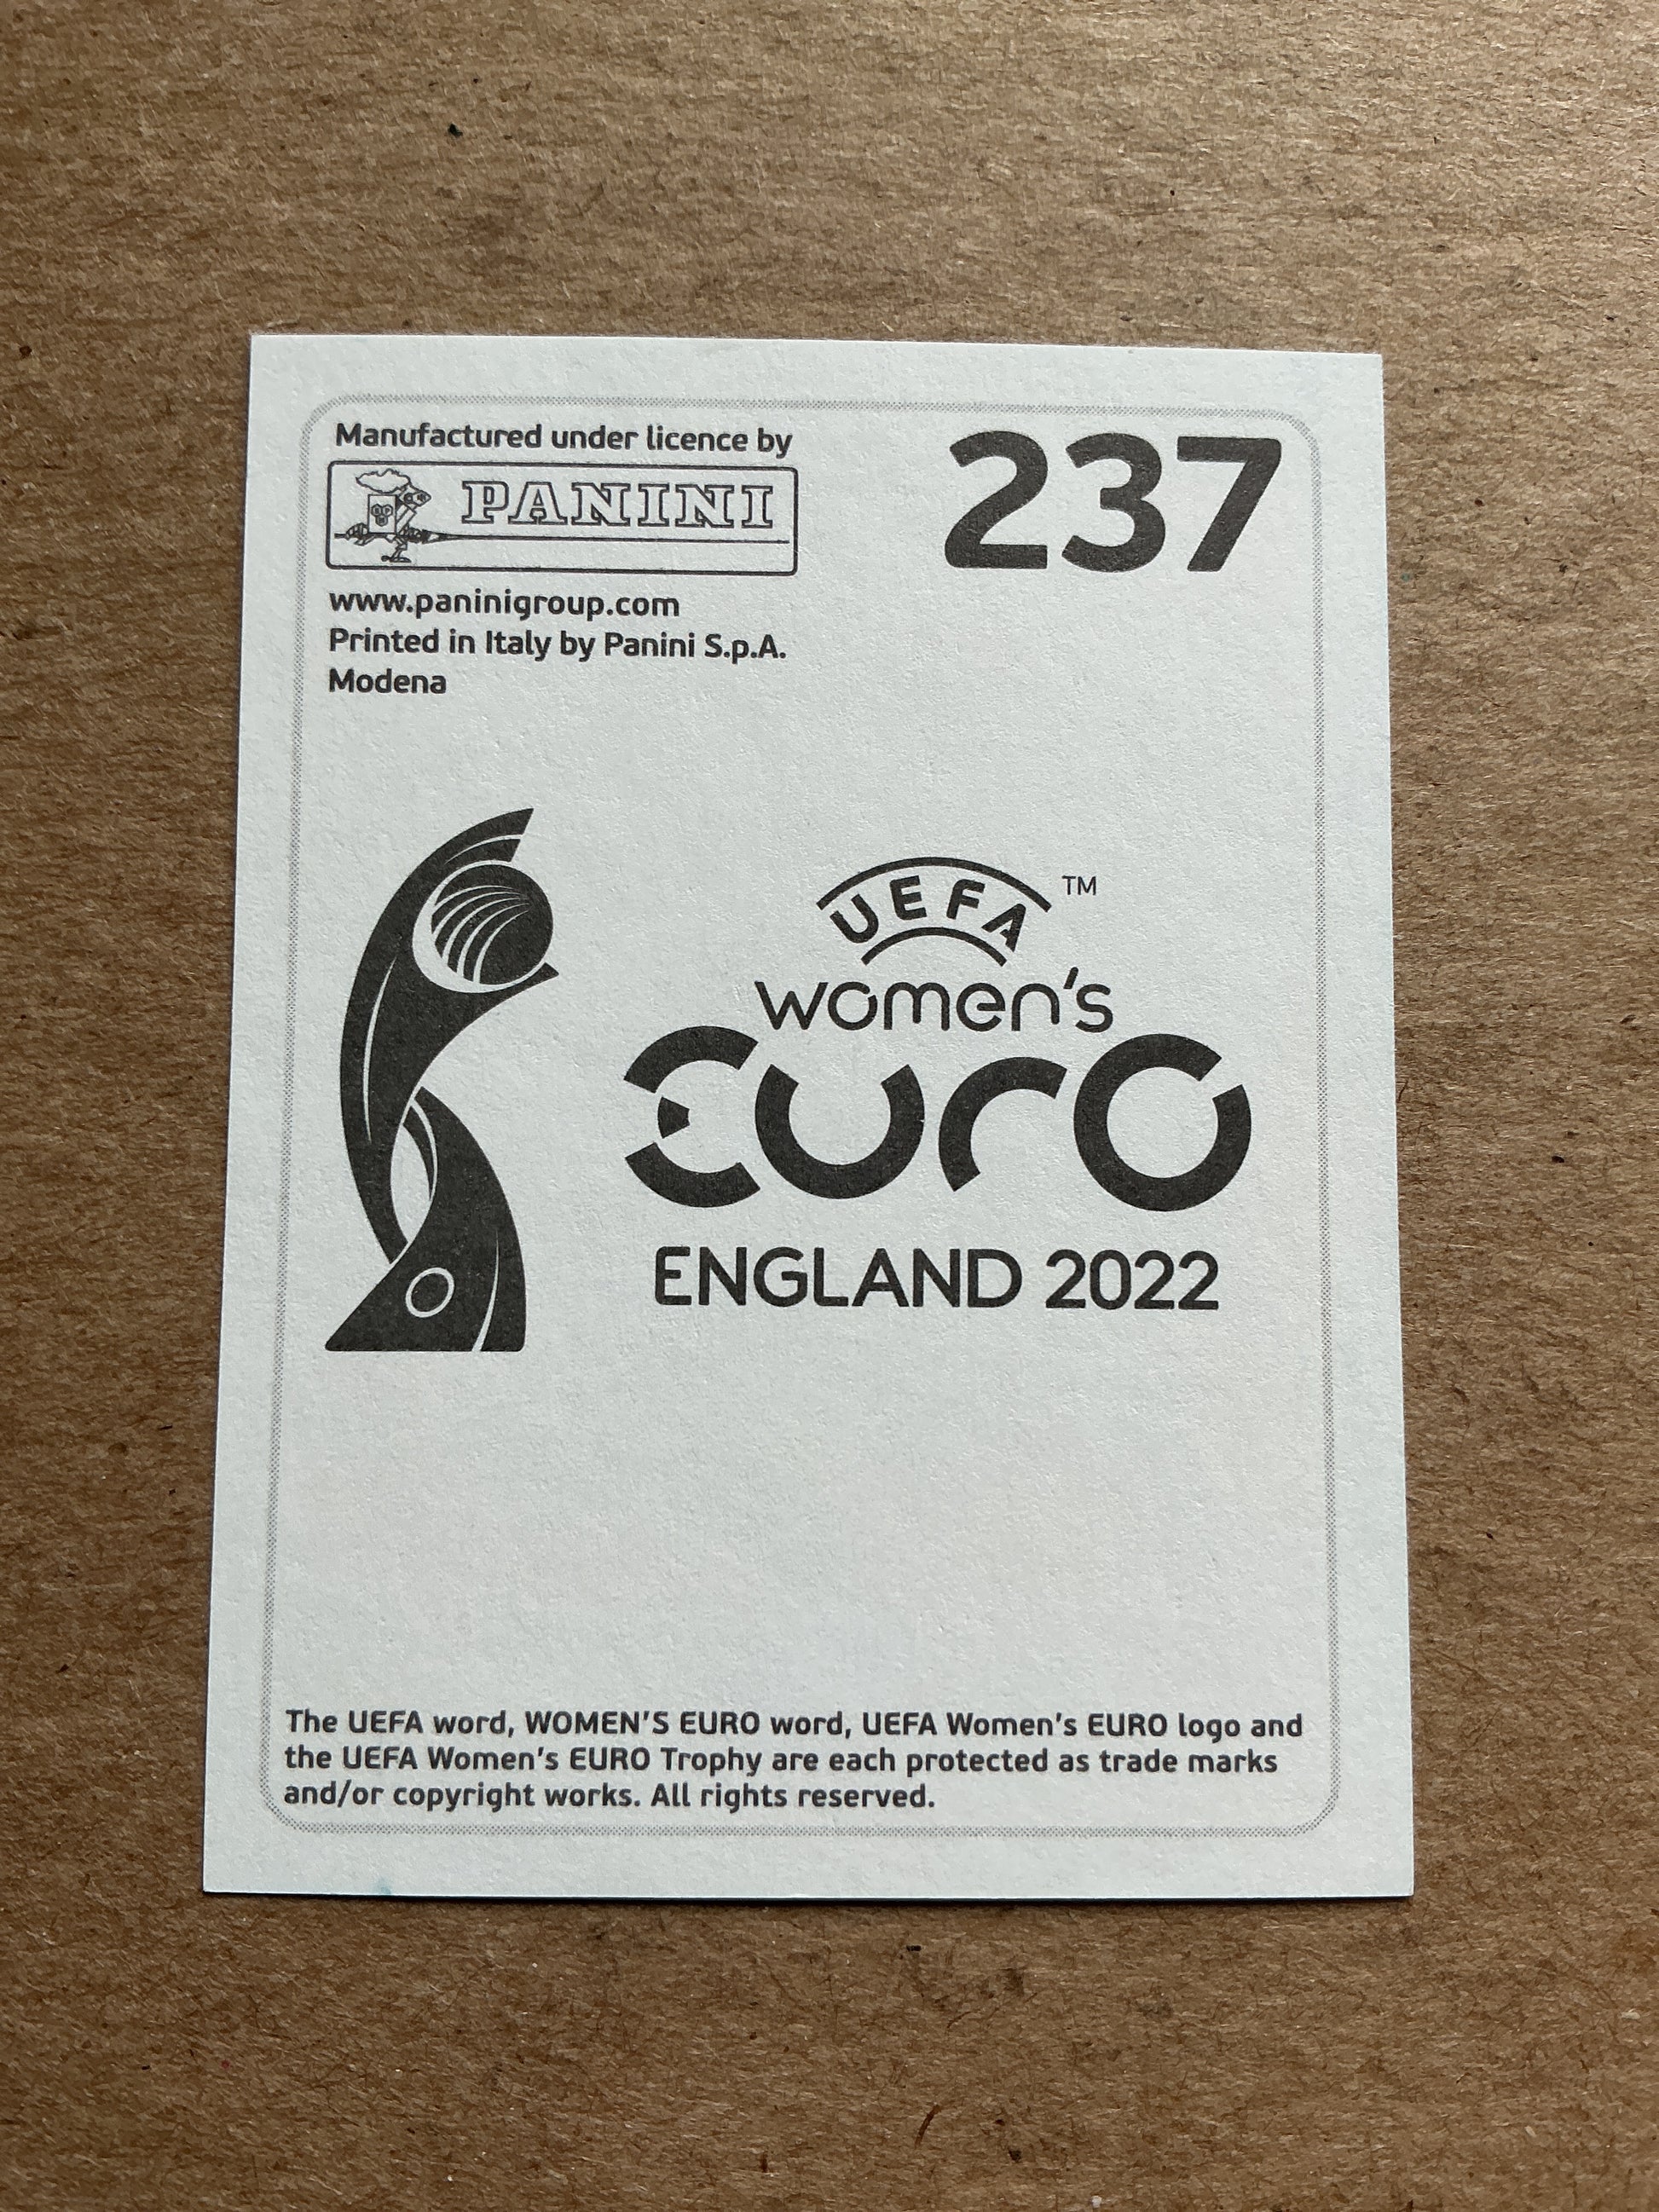 Manufactured under licence by
PANINI
237
www.paninigroup.com
Printed in Italy by Panini S.p.A.
Modena
UEFA™
women's
EURO
ENGLAND 2022
The UEFA word, WOMEN'S EURO word, UEFA Women's EURO logo and
the UEFA Women's EURO Trophy are each protected as trade marks
and/or copyright works. All rights reserved.